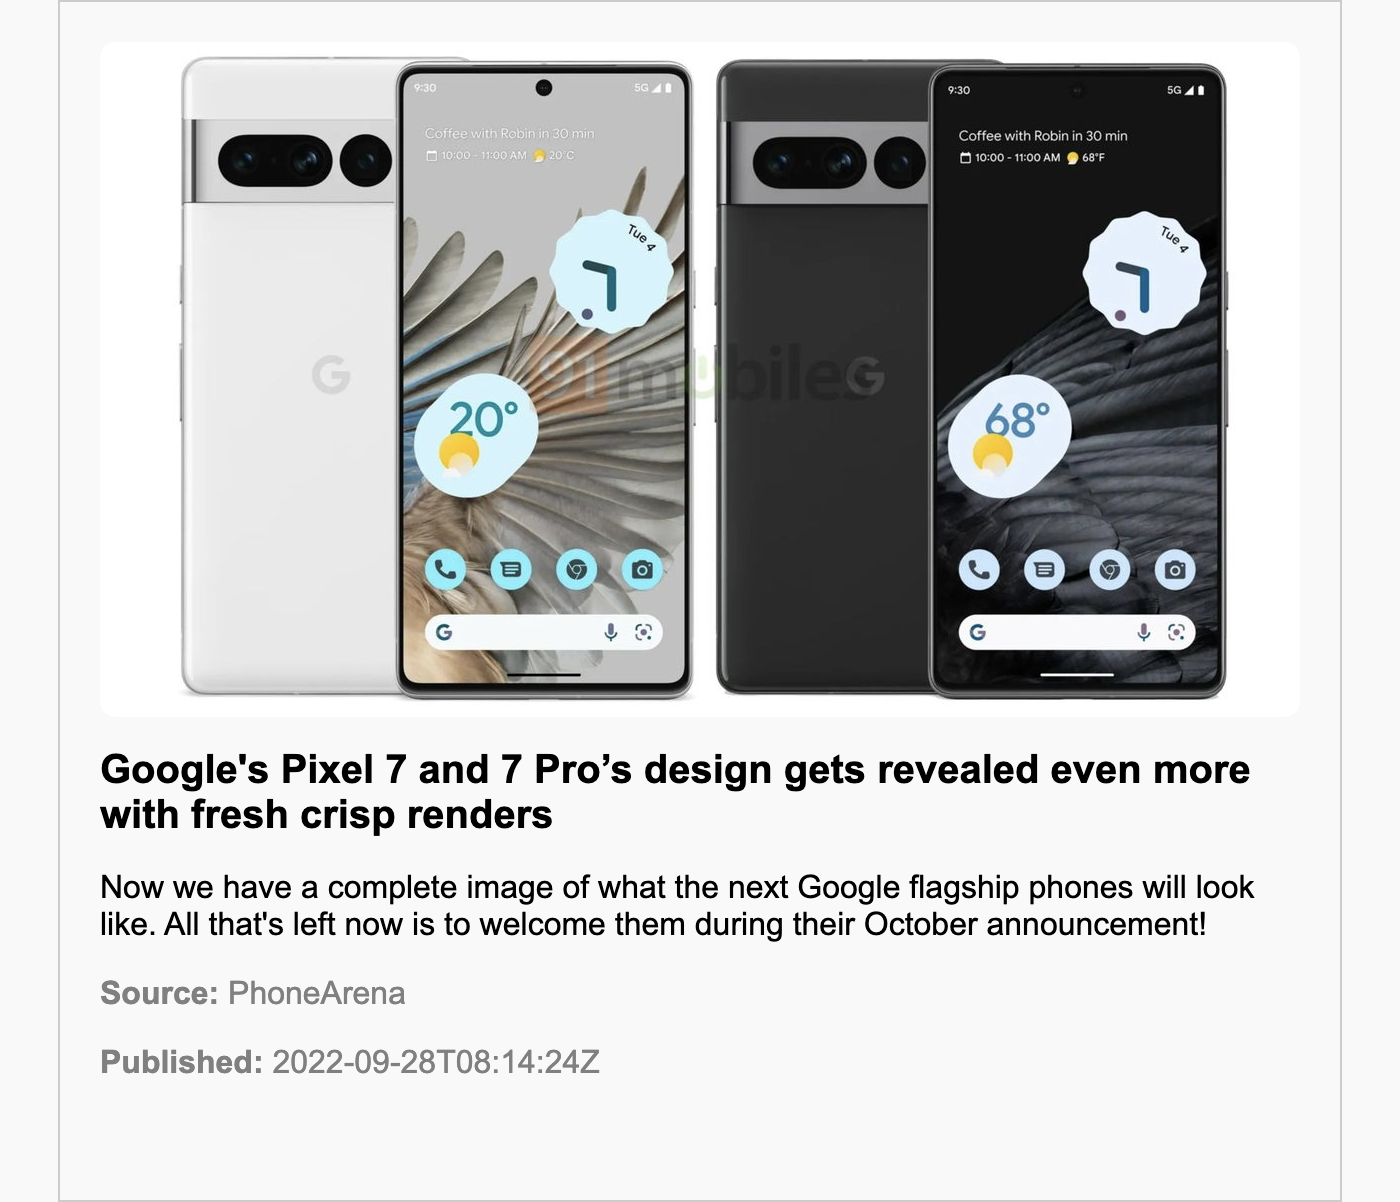 9:30
5G
Coffee with Robin in 30 min
10:00 - 11:00 AM 20°C
Tue 4
20°
G
G
9:30
5G
Coffee with Robin in 30 min
10:00 - 11:00 AM 68°F
Tue 4
68°
G
G
91mobiles
Google's Pixel 7 and 7 Pro’s design gets revealed even more
with fresh crisp renders
Now we have a complete image of what the next Google flagship phones will look
like. All that's left now is to welcome them during their October announcement!
Source: PhoneArena
Published: 2022-09-28T08:14:24Z